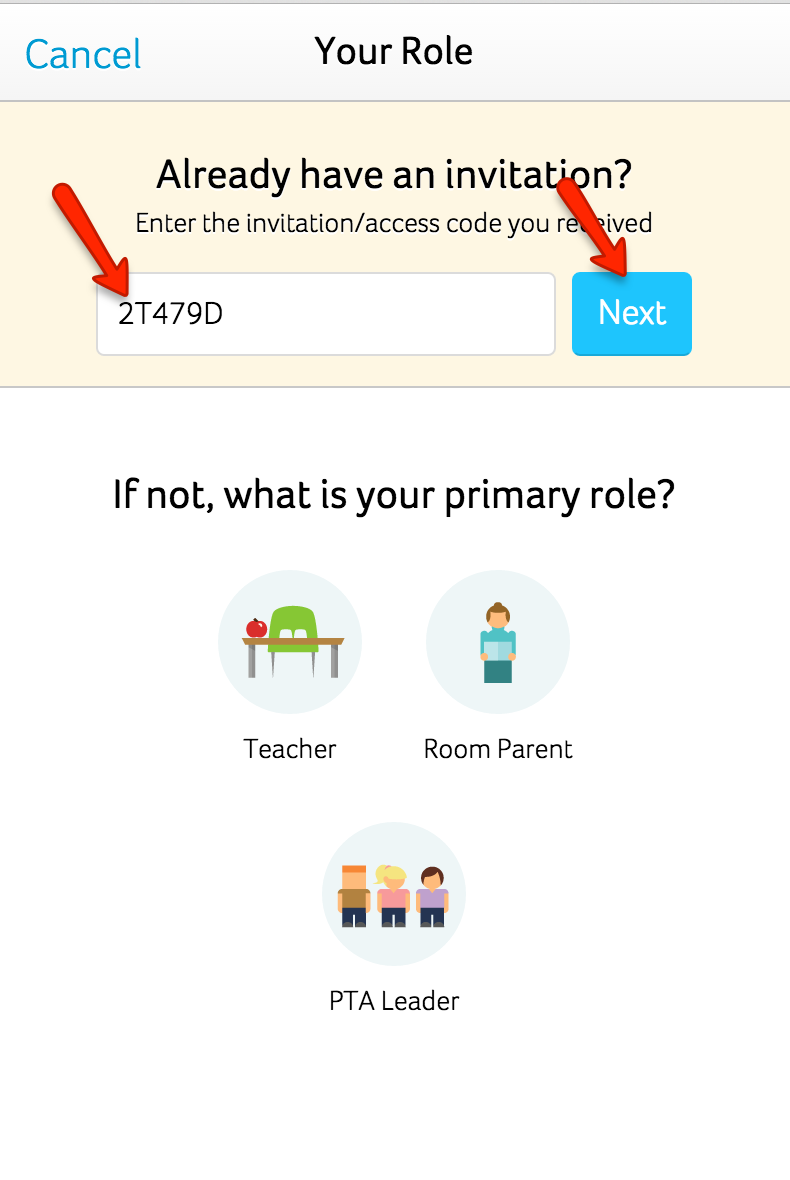 Cancel
Your Role
Already have an invitation?
Enter the invitation/access code you received
2T479D
Next
If not, what is your primary role?
Teacher
Room Parent
PTA Leader